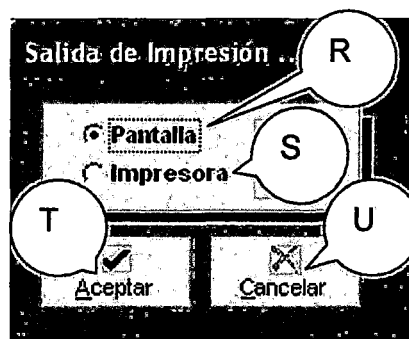 Salida de Impresión ..
R
Pantalla
S
Impresora
T
U
Aceptar
Cancelar